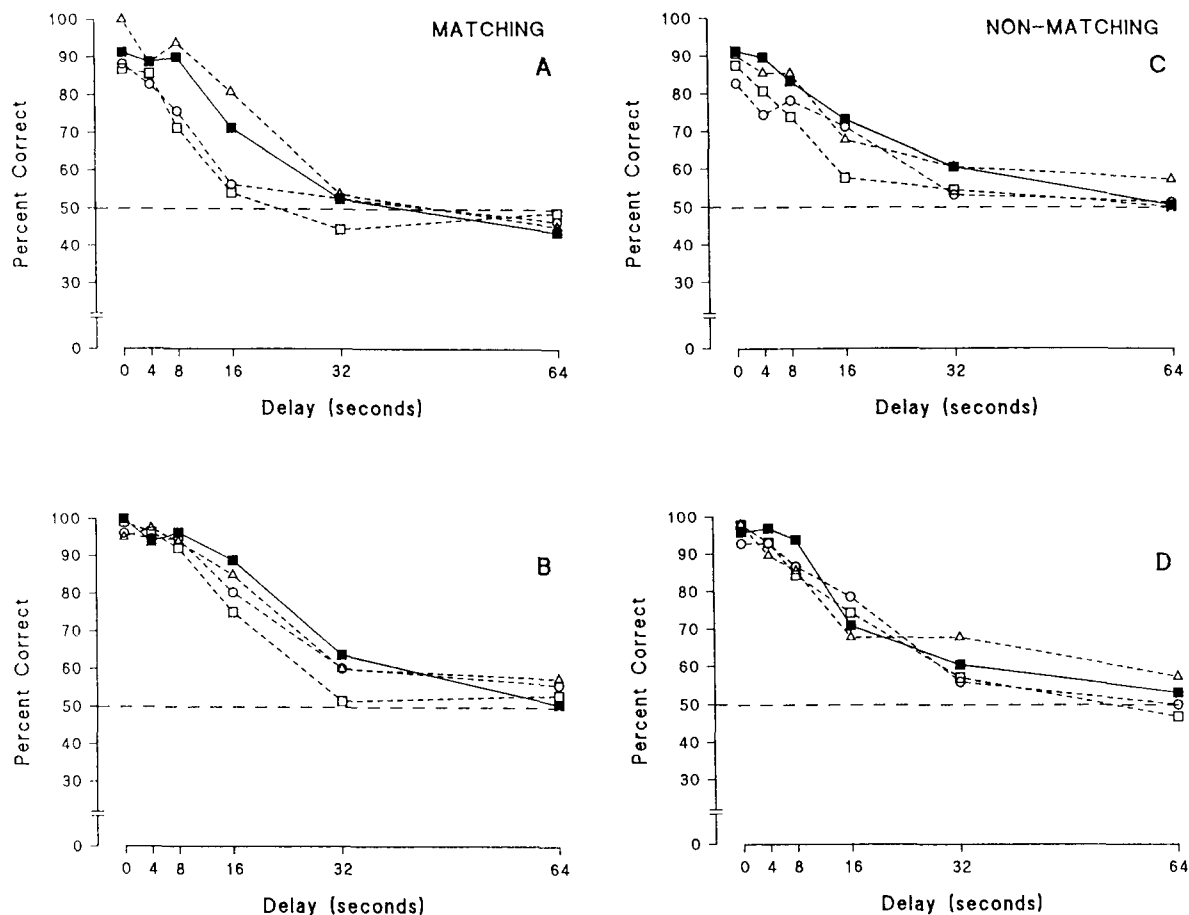 MATCHING
A
Percent Correct
100
90
80
70
60
50
40
30
0
0 4 8 16 32 64
Delay (seconds)
NON-MATCHING
C
Percent Correct
100
90
80
70
60
50
40
30
0
0 4 8 16 32 64
Delay (seconds)
B
Percent Correct
100
90
80
70
60
50
40
30
0
0 4 8 16 32 64
Delay (seconds)
D
Percent Correct
100
90
80
70
60
50
40
30
0
0 4 8 16 32 64
Delay (seconds)